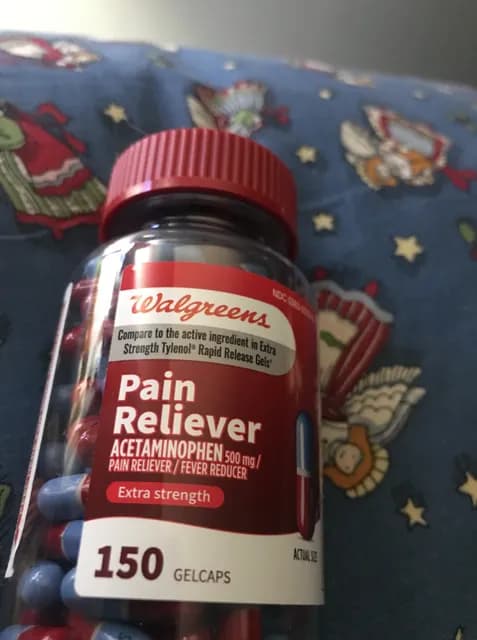 Walgreens
Compare to the active ingredient in Extra
Strength Tylenol® Rapid Release Gels†
Pain
Reliever
ACETAMINOPHEN 500 mg /
PAIN RELIEVER / FEVER REDUCER
Extra strength
150 GELCAPS
ACTUAL SIZE
NDC